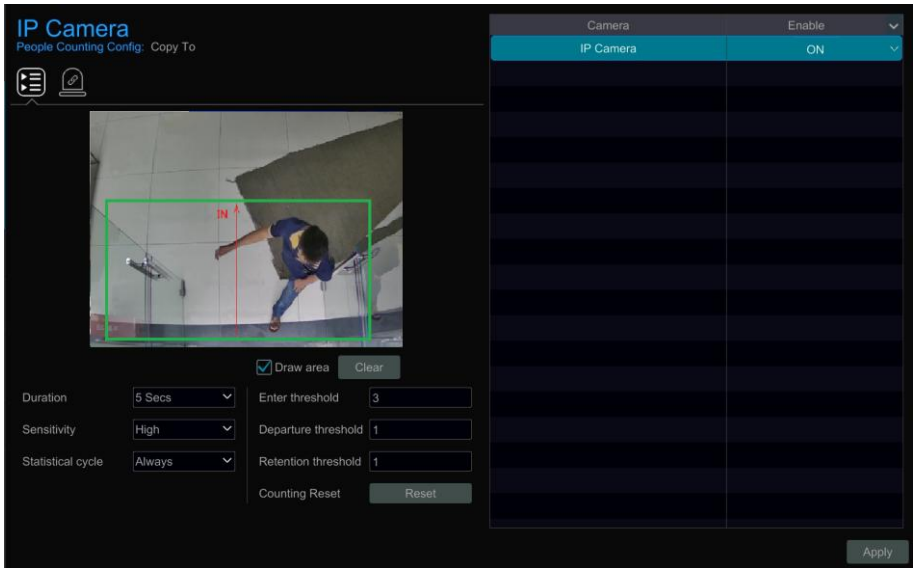 IP Camera
People Counting Config: Copy To
IN
Draw area
Clear
Duration
5 Secs
Enter threshold
3
Sensitivity
High
Departure threshold
1
Statistical cycle
Always
Retention threshold
1
Counting Reset
Reset
Camera
Enable
IP Camera
ON
Apply